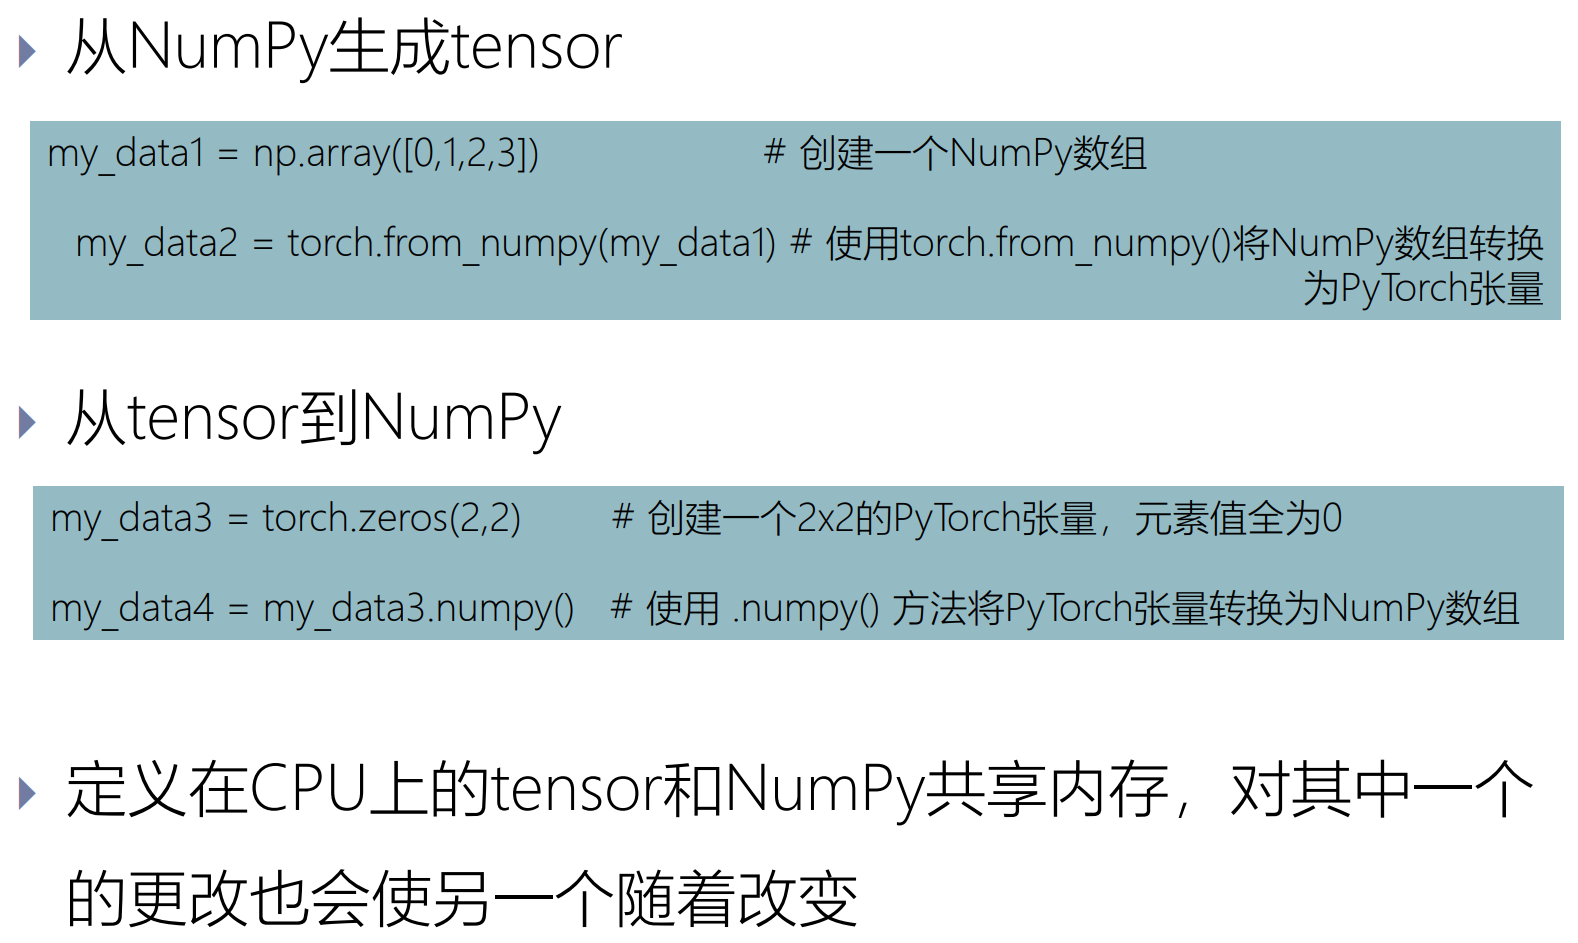 从NumPy生成tensor
my_data1 = np.array([0,1,2,3]) # 创建一个NumPy数组
my_data2 = torch.from_numpy(my_data1) # 使用torch.from_numpy()将NumPy数组转换
为PyTorch张量
从tensor到NumPy
my_data3 = torch.zeros(2,2) # 创建一个2x2的PyTorch张量，元素值全为0
my_data4 = my_data3.numpy() # 使用 .numpy() 方法将PyTorch张量转换为NumPy数组
定义在CPU上的tensor和NumPy共享内存，对其中一个
的更改也会使另一个随着改变